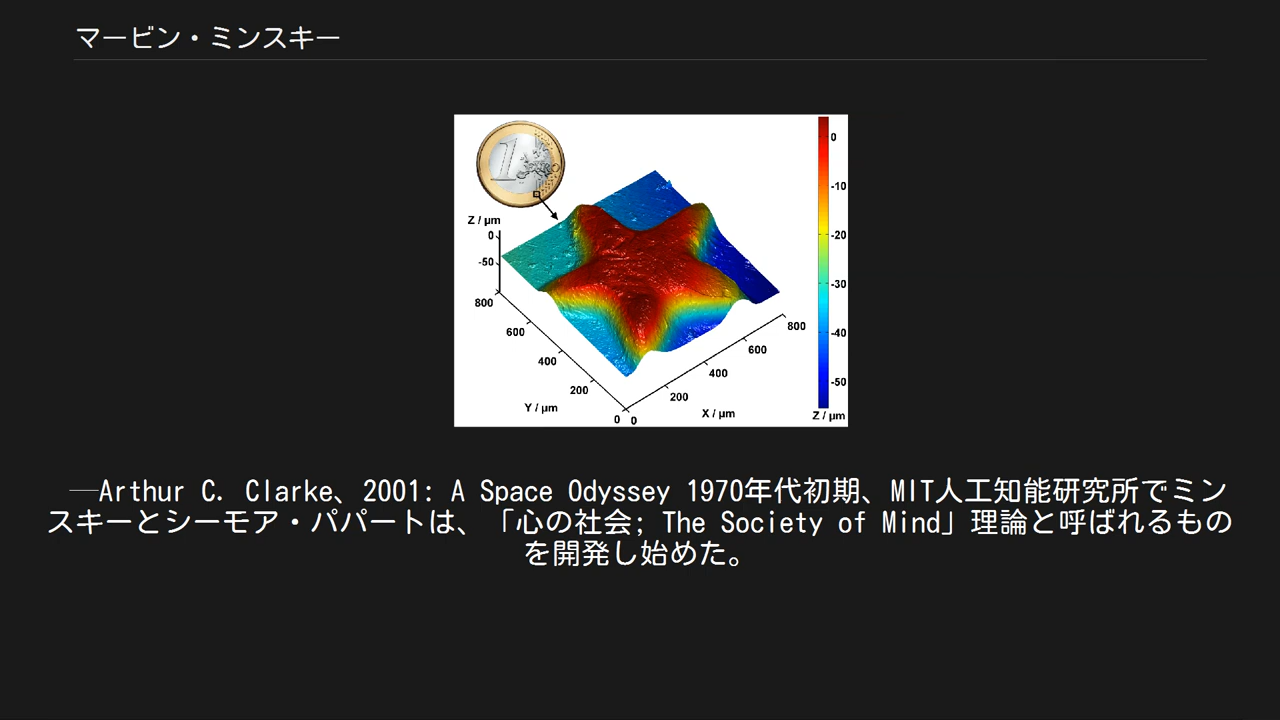 マービン・ミンスキー
1
Z / µm
0
-50
800
600
400
200
0
Y / µm
0
200
400
600
800
X / µm
0
-10
-20
-30
-40
-50
Z / µm
—Arthur C. Clarke、2001: A Space Odyssey 1970年代初期、MIT人工知能研究所でミン
スキーとシーモア・パパートは、「心の社会; The Society of Mind」理論と呼ばれるもの
を開発し始めた。